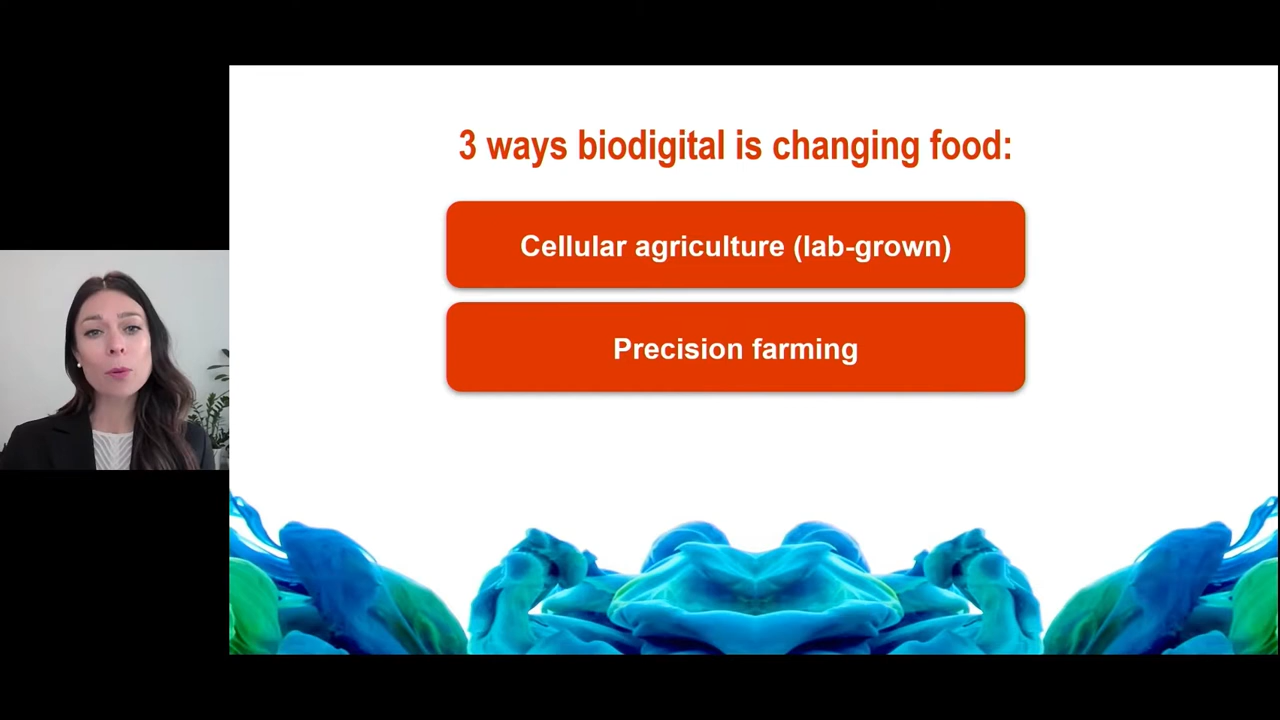 3 ways biodigital is changing food:
Cellular agriculture (lab-grown)
Precision farming